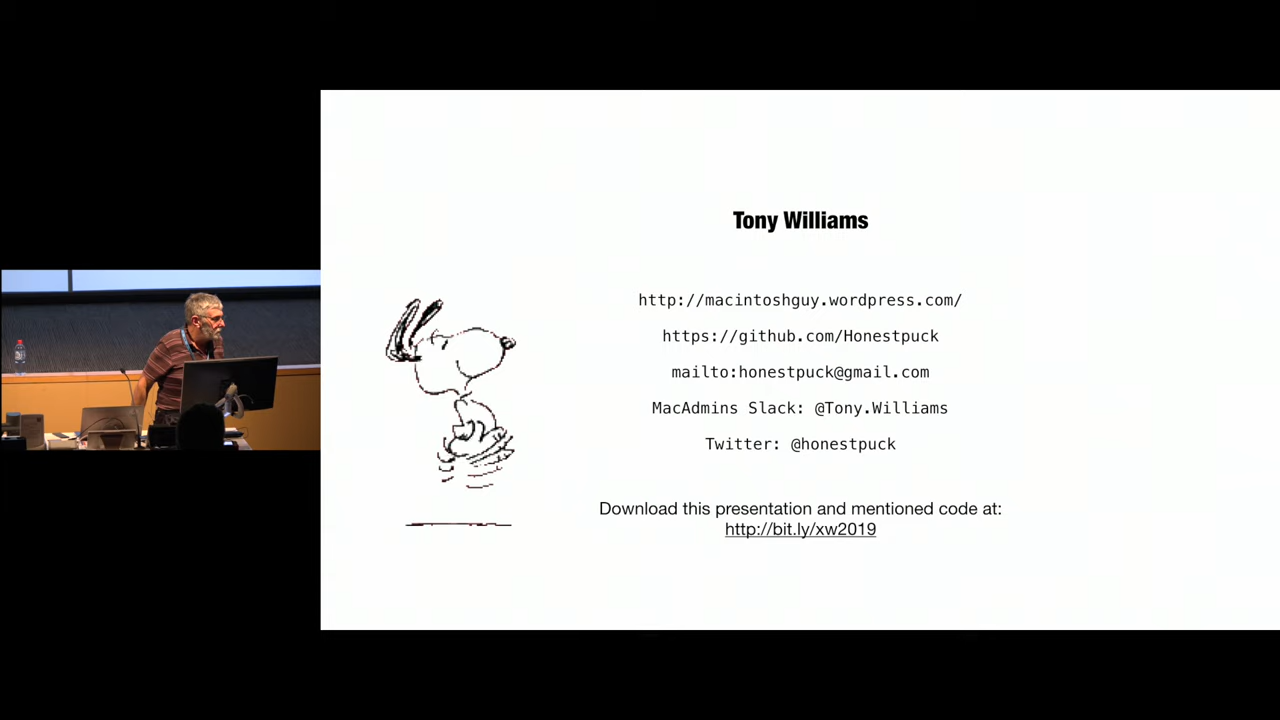 Tony Williams
http://macintoshguy.wordpress.com/
https://github.com/Honestpuck
mailto:honestpuck@gmail.com
MacAdmins Slack: @Tony.Williams
Twitter: @honestpuck
Download this presentation and mentioned code at:
http://bit.ly/xw2019